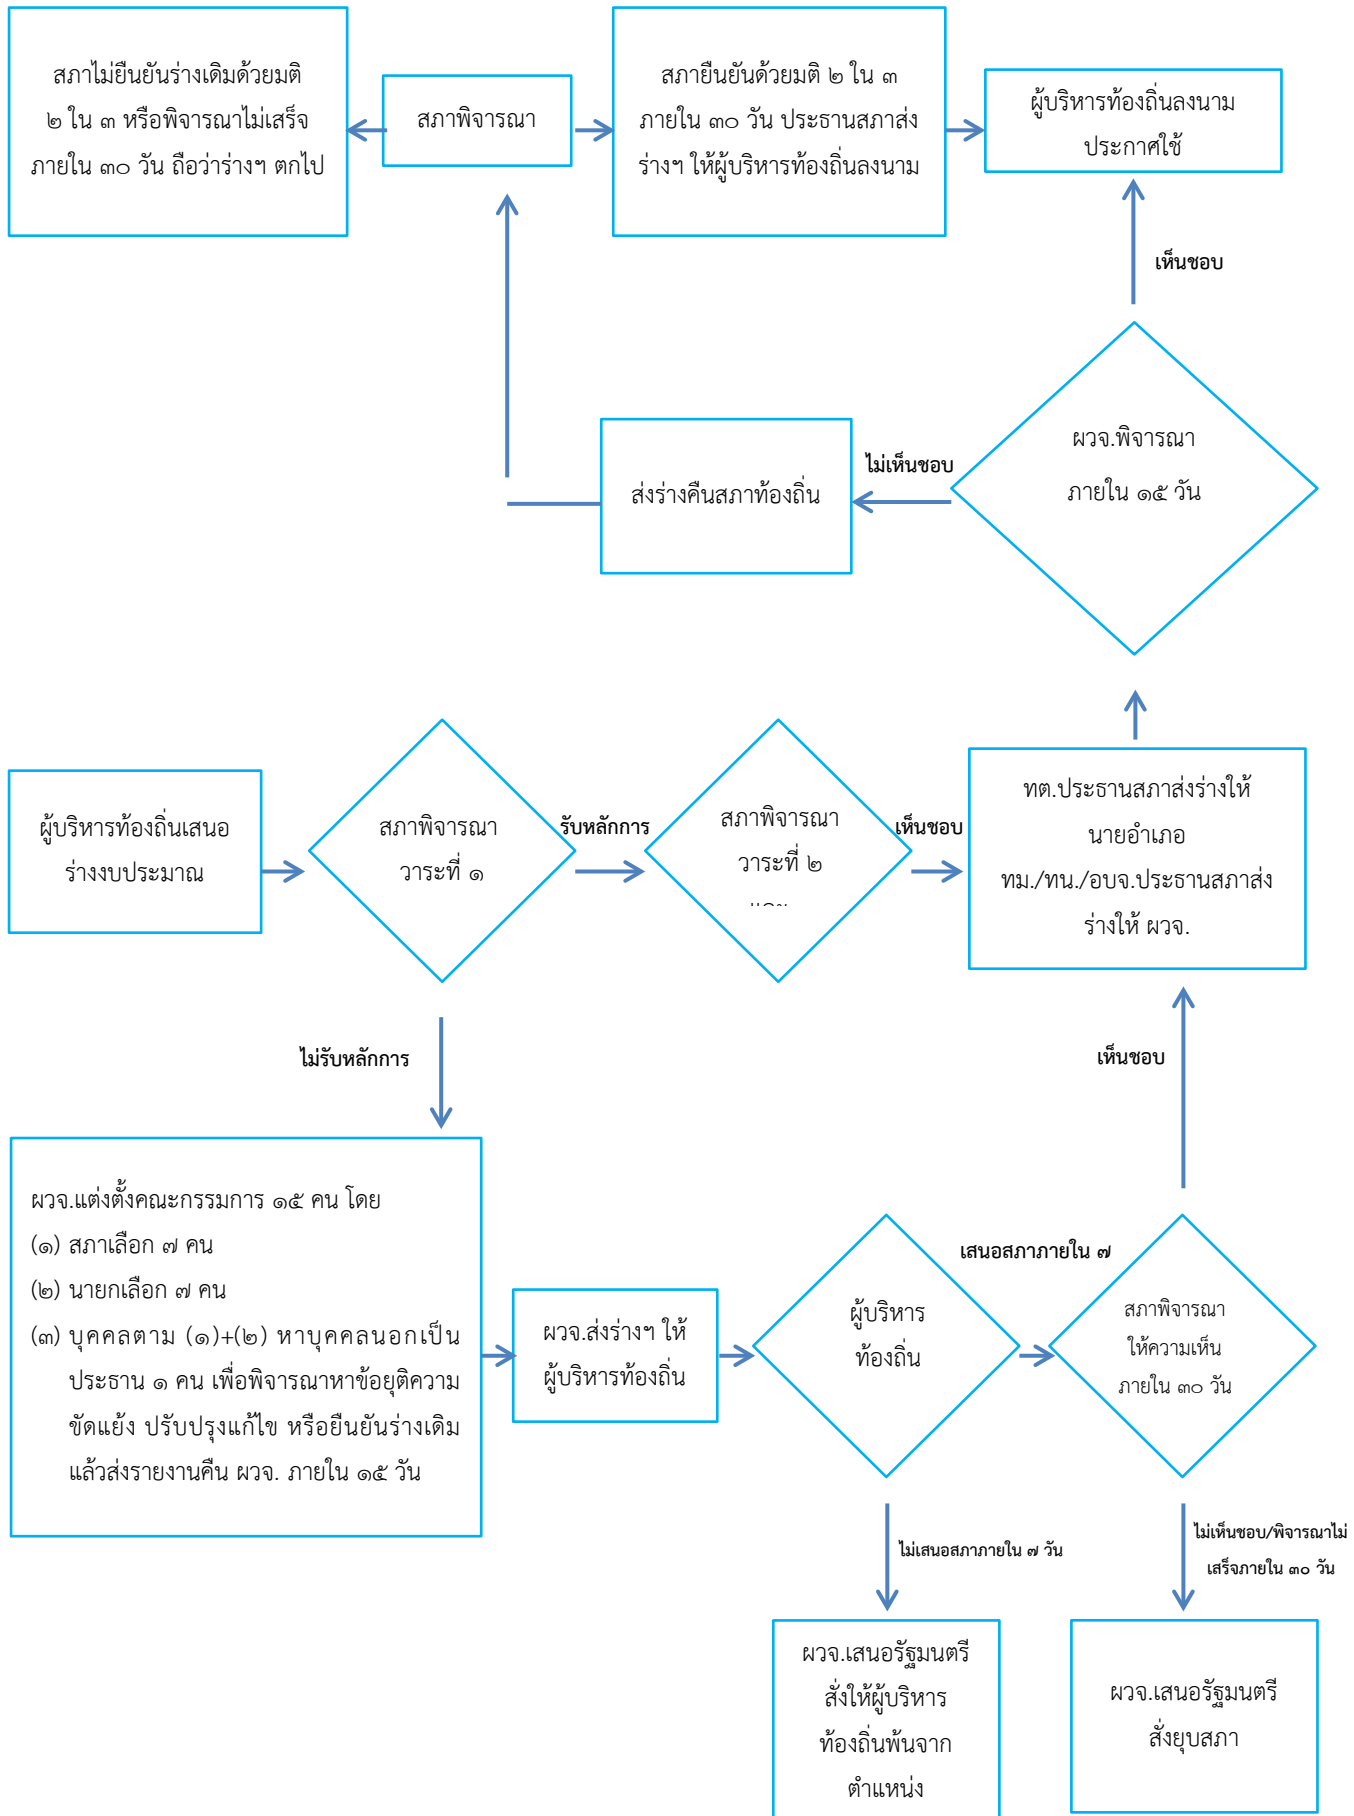 สภาไม่ยืนยันร่างเดิมด้วยมติ
๒ ใน ๓ หรือพิจารณาไม่เสร็จ
ภายใน ๓๐ วัน ถือว่าร่างฯ ตกไป
สภาพิจารณา
สภายืนยันด้วยมติ ๒ ใน ๓
ภายใน ๓๐ วัน ประธานสภาส่ง
ร่างฯ ให้ผู้บริหารท้องถิ่นลงนาม
ผู้บริหารท้องถิ่นลงนาม
ประกาศใช้
เห็นชอบ
ผวจ.พิจารณา
ภายใน ๑๕ วัน
ไม่เห็นชอบ
ส่งร่างคืนสภาท้องถิ่น
ผู้บริหารท้องถิ่นเสนอ
ร่างงบประมาณ
สภาพิจารณา
วาระที่ ๑
รับหลักการ
สภาพิจารณา
วาระที่ ๒
เห็นชอบ
ทต.ประธานสภาส่งร่างให้
นายอำเภอ
ทม./ทน./อบจ.ประธานสภาส่ง
ร่างให้ ผวจ.
ไม่รับหลักการ
เห็นชอบ
ผวจ.แต่งตั้งคณะกรรมการ ๑๕ คน โดย
(๑) สภาเลือก ๗ คน
(๒) นายกเลือก ๗ คน
(๓) บุคคลตาม (๑)+(๒) หาบุคคลนอกเป็น
ประธาน ๑ คน เพื่อพิจารณาหาข้อยุติความ
ขัดแย้ง ปรับปรุงแก้ไข หรือยืนยันร่างเดิม
แล้วส่งรายงานคืน ผวจ. ภายใน ๑๕ วัน
ผวจ.ส่งร่างฯ ให้
ผู้บริหารท้องถิ่น
ผู้บริหาร
ท้องถิ่น
เสนอสภาภายใน ๗
สภาพิจารณา
ให้ความเห็น
ภายใน ๓๐ วัน
ไม่เสนอสภาภายใน ๗ วัน
ไม่เห็นชอบ/พิจารณาไม่
เสร็จภายใน ๓๐ วัน
ผวจ.เสนอรัฐมนตรี
สั่งให้ผู้บริหาร
ท้องถิ่นพ้นจาก
ตำแหน่ง
ผวจ.เสนอรัฐมนตรี
สั่งยุบสภา